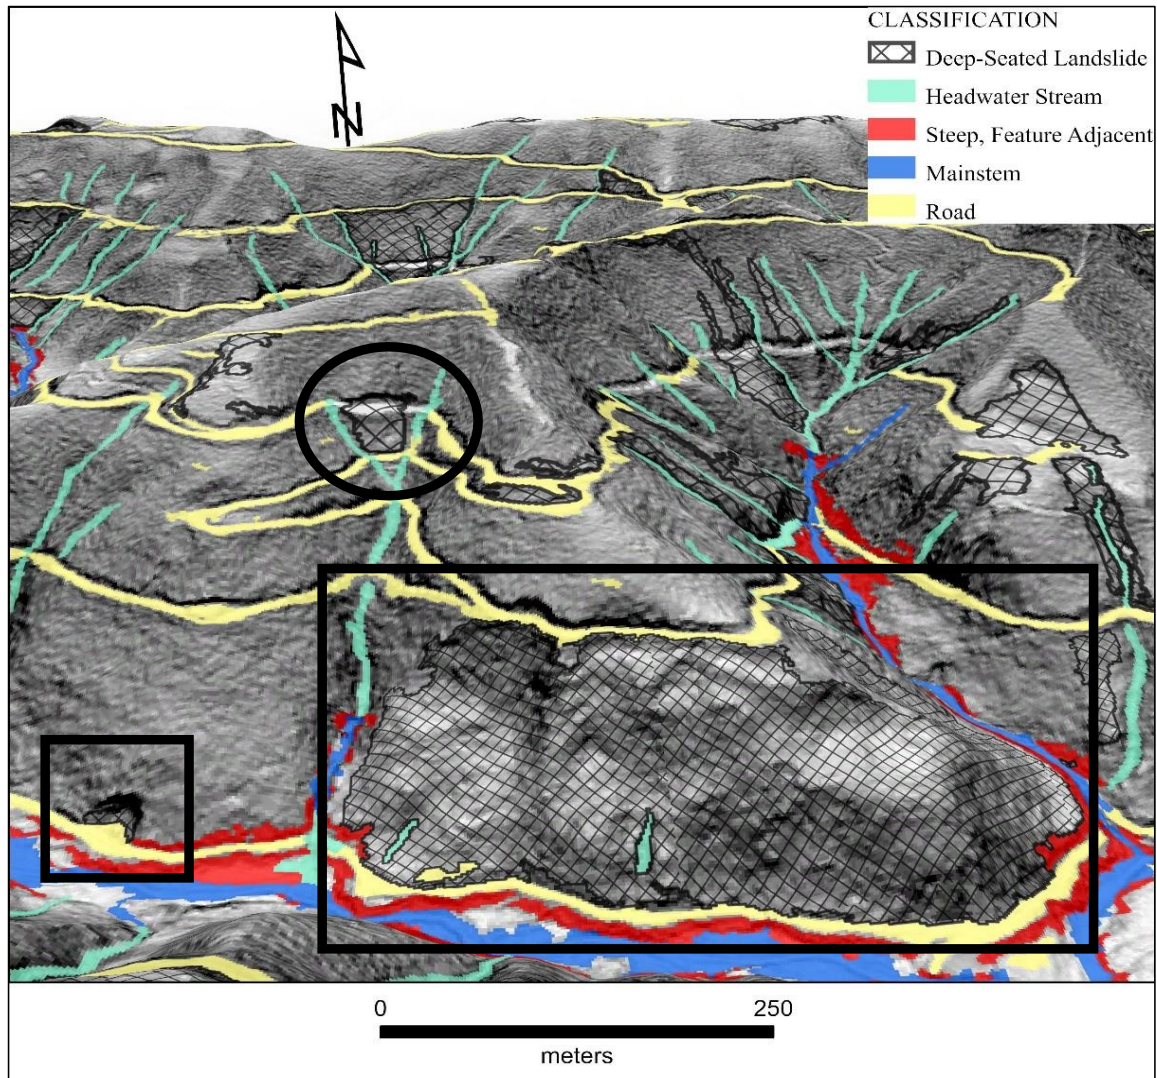 N
CLASSIFICATION
Deep-Seated Landslide
Headwater Stream
Steep, Feature Adjacent
Mainstem
Road
0 250
meters